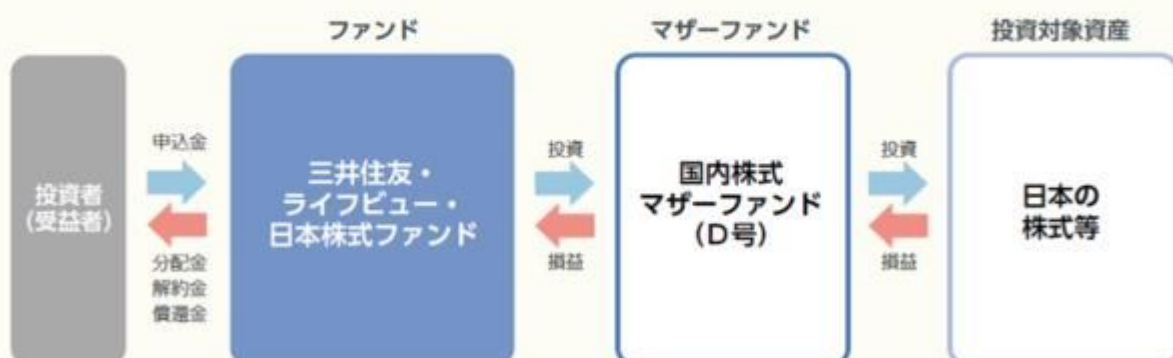 ファンド
マザーファンド
投資対象資産
投資者
(受益者)
申込金
分配金
解約金
償還金
三井住友・
ライフビュー・
日本株式ファンド
投資
損益
国内株式
マザーファンド
(D号)
投資
損益
日本の
株式等